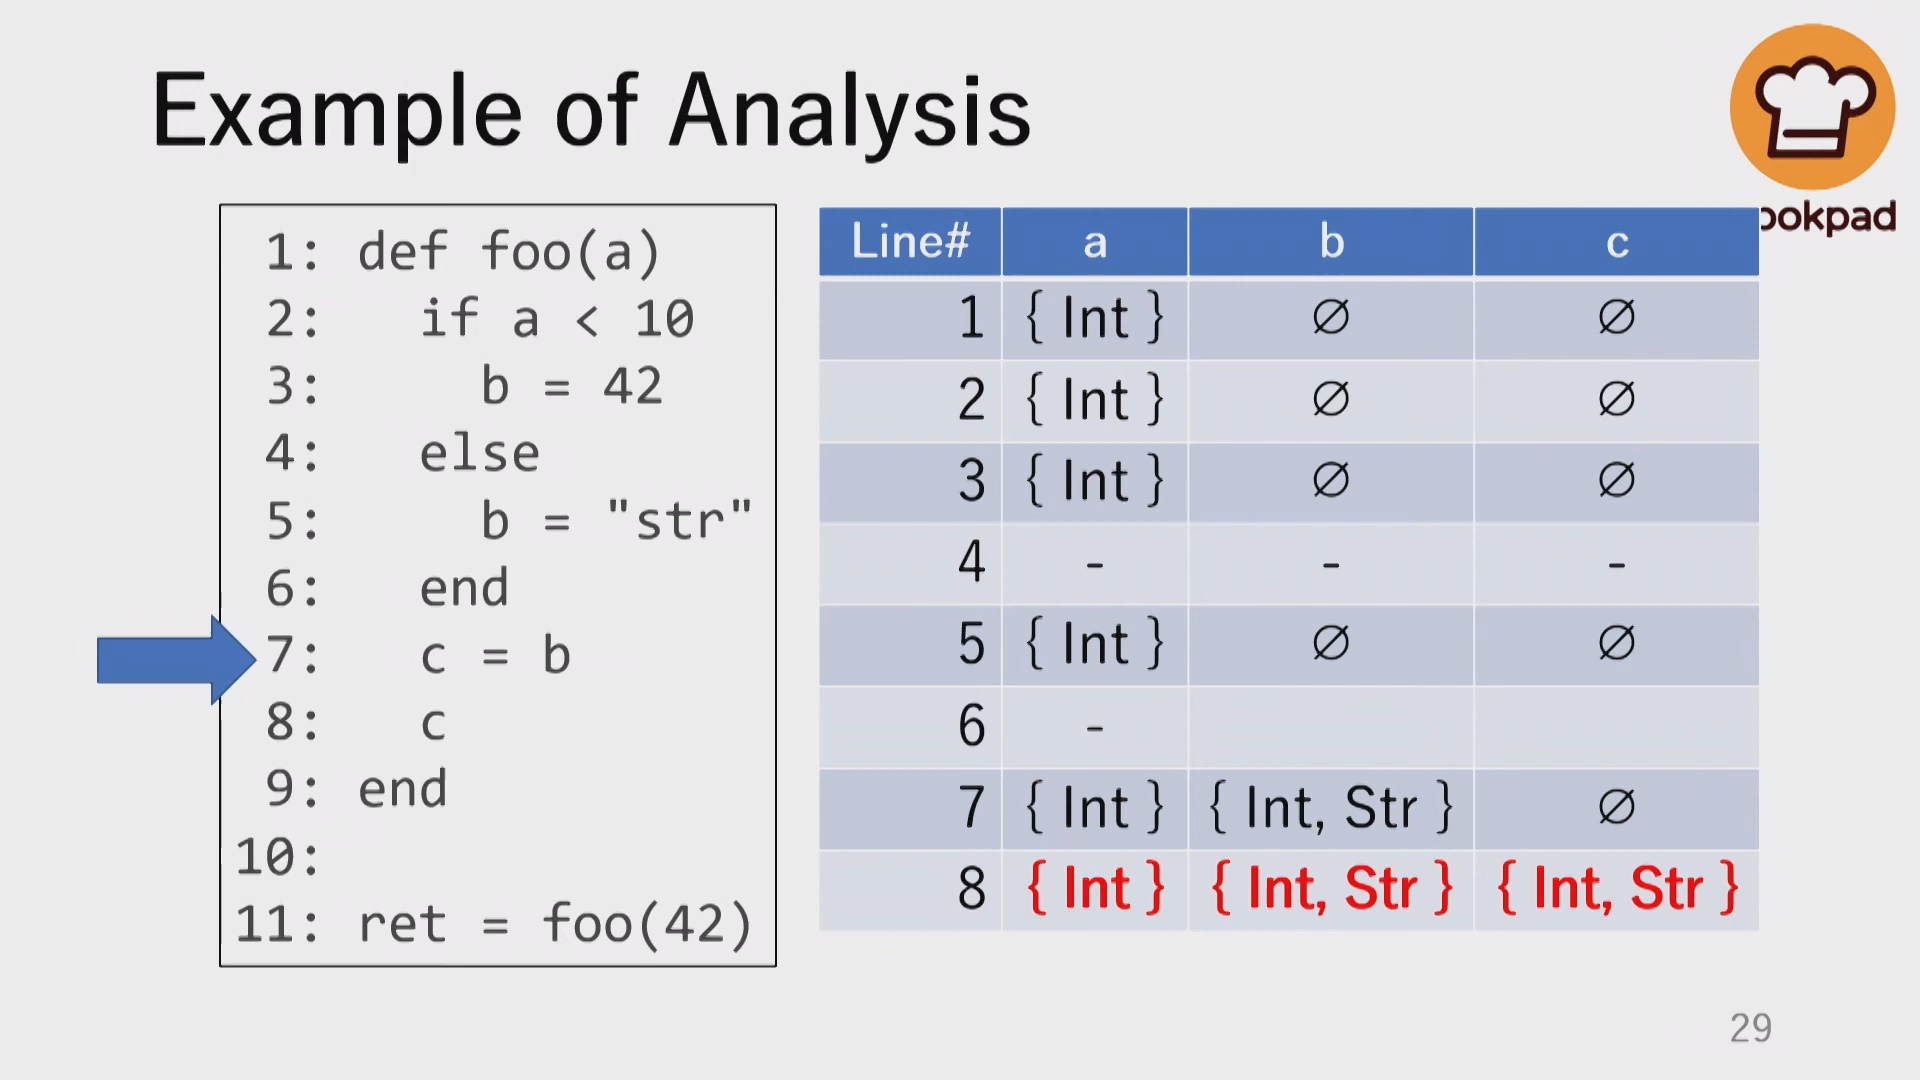 Example of Analysis
ookpad
1: def foo(a)
2: if a < 10
3: b = 42
4: else
5: b = "str"
6: end
7: c = b
8: c
9: end
10:
11: ret = foo(42)
Line# a b c
1 { Int } ∅ ∅
2 { Int } ∅ ∅
3 { Int } ∅ ∅
4 - - -
5 { Int } ∅ ∅
6 -
7 { Int } { Int, Str } ∅
8 { Int } { Int, Str } { Int, Str }
29